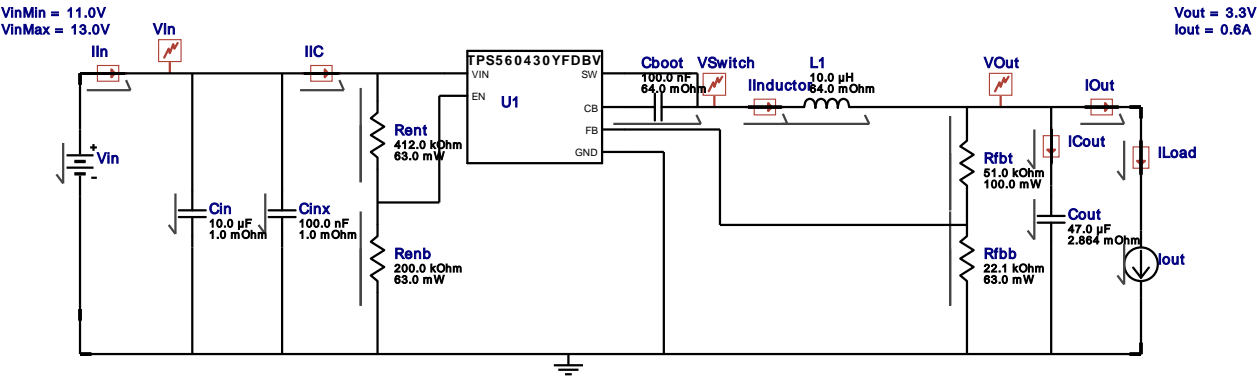 VinMin = 11.0V
VinMax = 13.0V
Vout = 3.3V
Iout = 0.6A
VIn
IIn
IIC
TPS560430YFDBV
VIN
EN
U1
SW
CB
FB
GND
Cboot
100.0 nF
64.0 mOhm
VSwitch
IInductor
L1
10.0 µH
64.0 mOhm
VOut
IOut
Vin
+
-
Cin
10.0 µF
1.0 mOhm
Cinx
100.0 nF
1.0 mOhm
Rent
412.0 kOhm
63.0 mW
Renb
200.0 kOhm
63.0 mW
Rfbt
51.0 kOhm
100.0 mW
Rfbb
22.1 kOhm
63.0 mW
ICout
Cout
47.0 µF
2.864 mOhm
ILoad
Iout